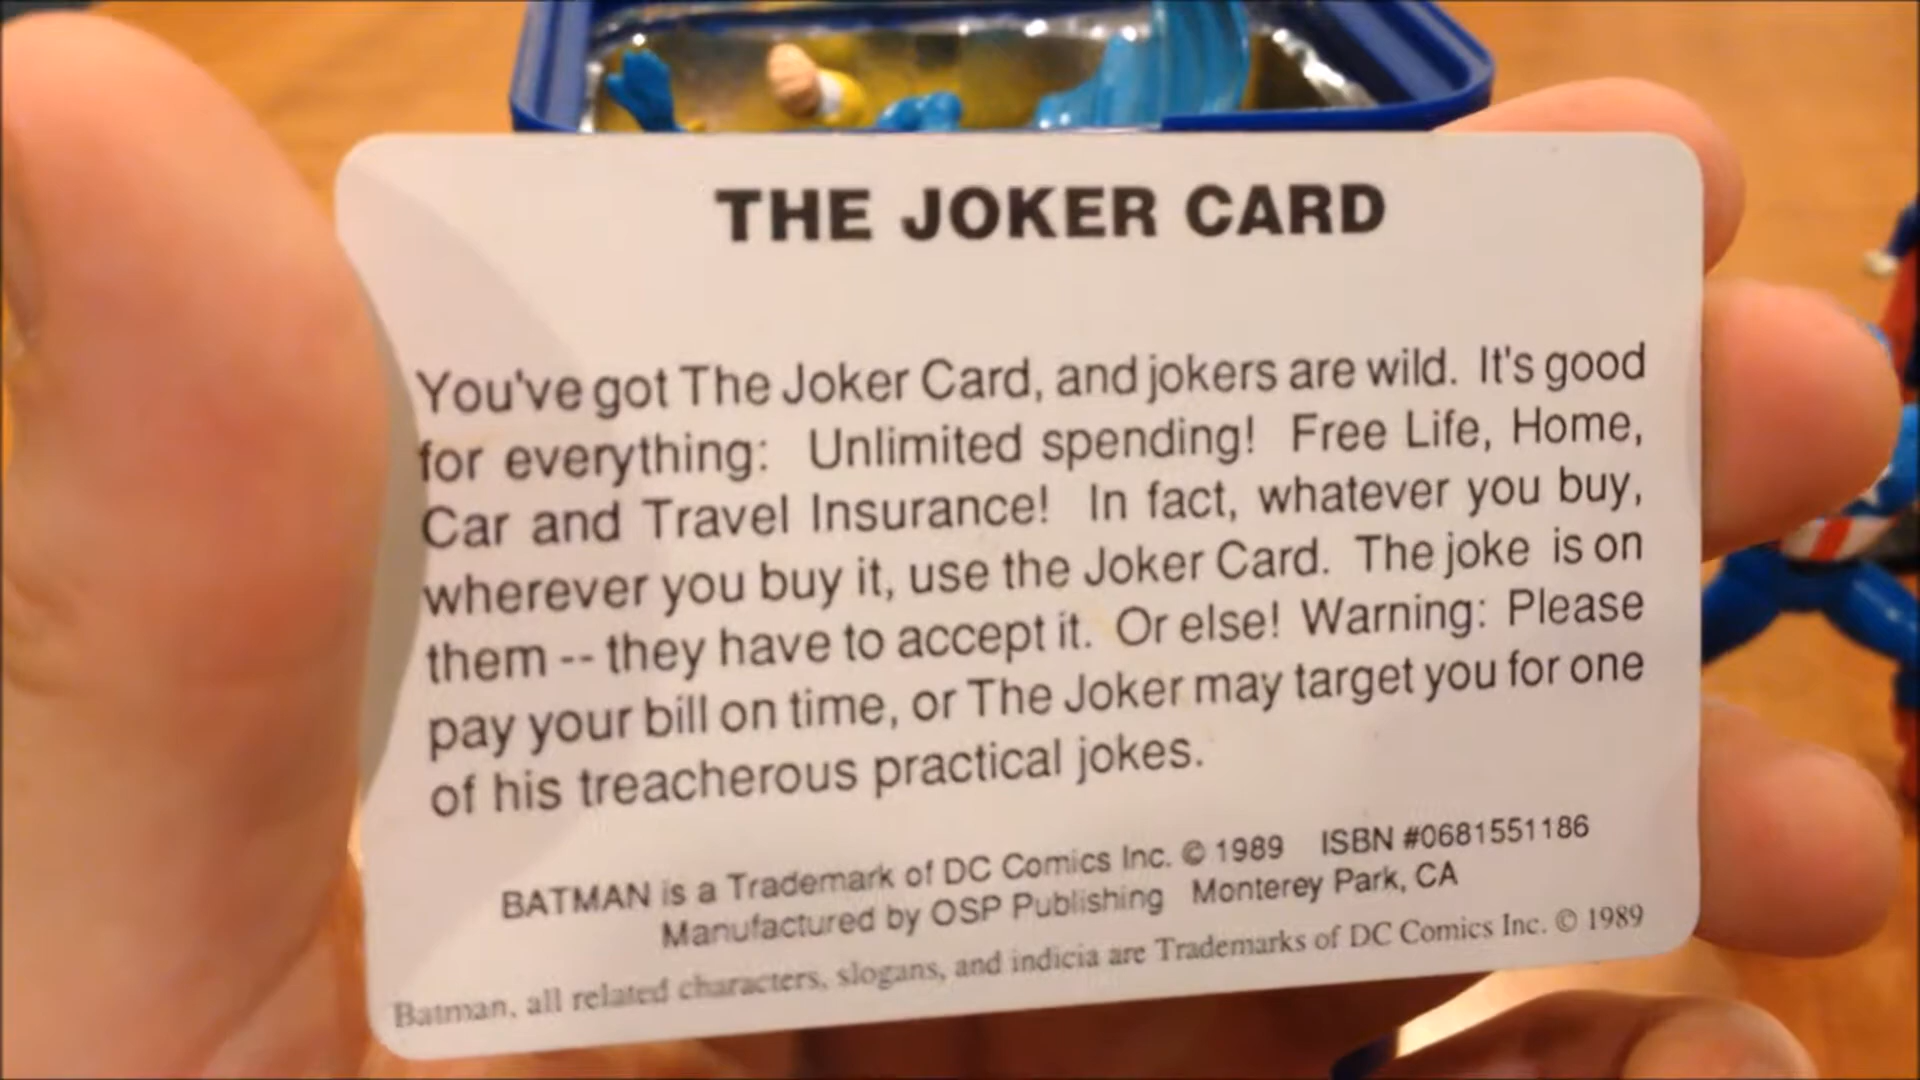 THE JOKER CARD
You've got The Joker Card, and jokers are wild. It's good
for everything: Unlimited spending! Free Life, Home,
Car and Travel Insurance! In fact, whatever you buy,
wherever you buy it, use the Joker Card. The joke is on
them -- they have to accept it. Or else! Warning: Please
pay your bill on time, or The Joker may target you for one
of his treacherous practical jokes.
BATMAN is a Trademark of DC Comics Inc. © 1989 ISBN #0681551186
Manufactured by OSP Publishing Monterey Park, CA
Batman, all related characters, slogans, and indicia are Trademarks of DC Comics Inc. © 1989